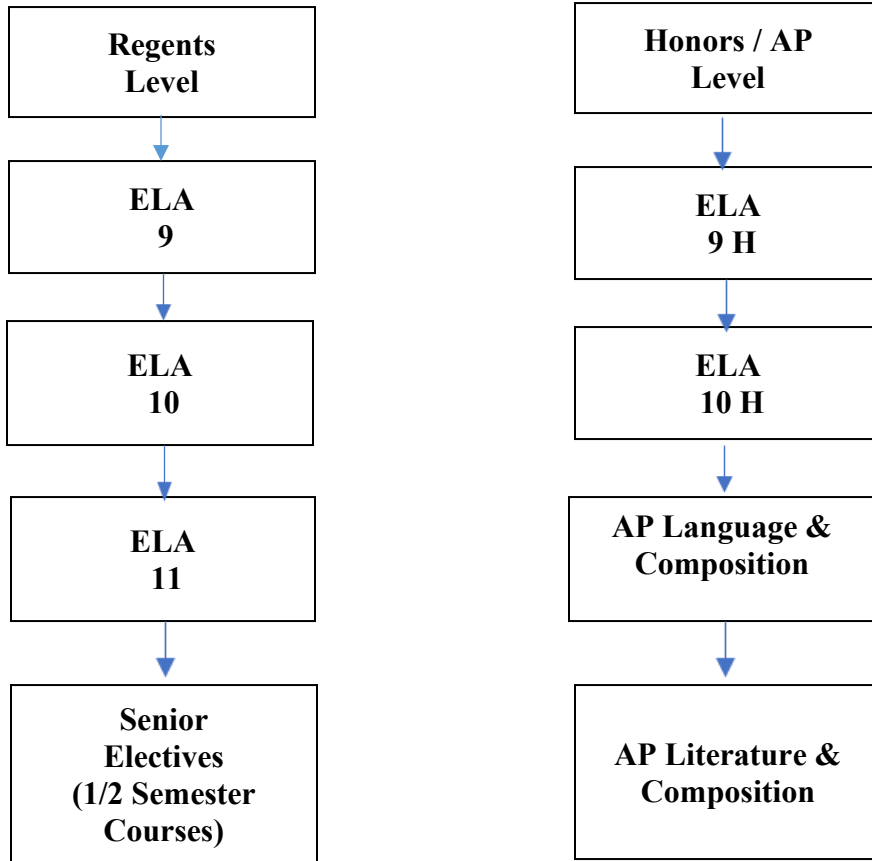 Regents
Level
ELA
9
ELA
10
ELA
11
Senior
Electives
(1/2 Semester
Courses)
Honors / AP
Level
ELA
9 H
ELA
10 H
AP Language &
Composition
AP Literature &
Composition